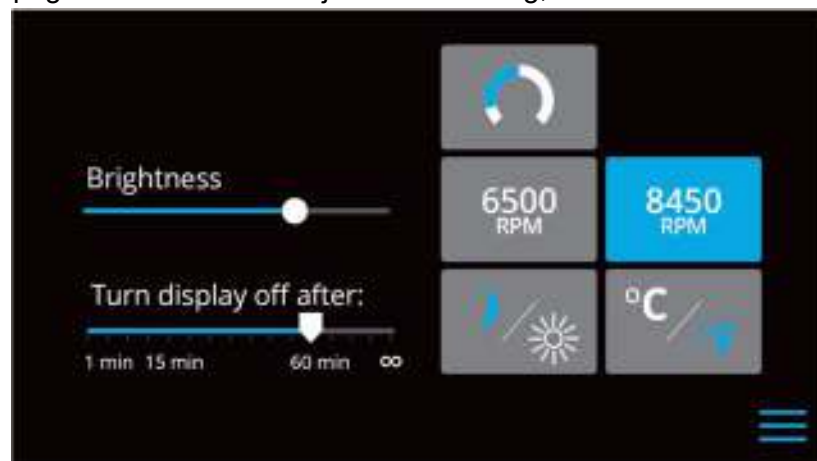 Brightness
Turn display off after:
1 min 15 min 60 min ∞
6500
RPM
8450
RPM
°C